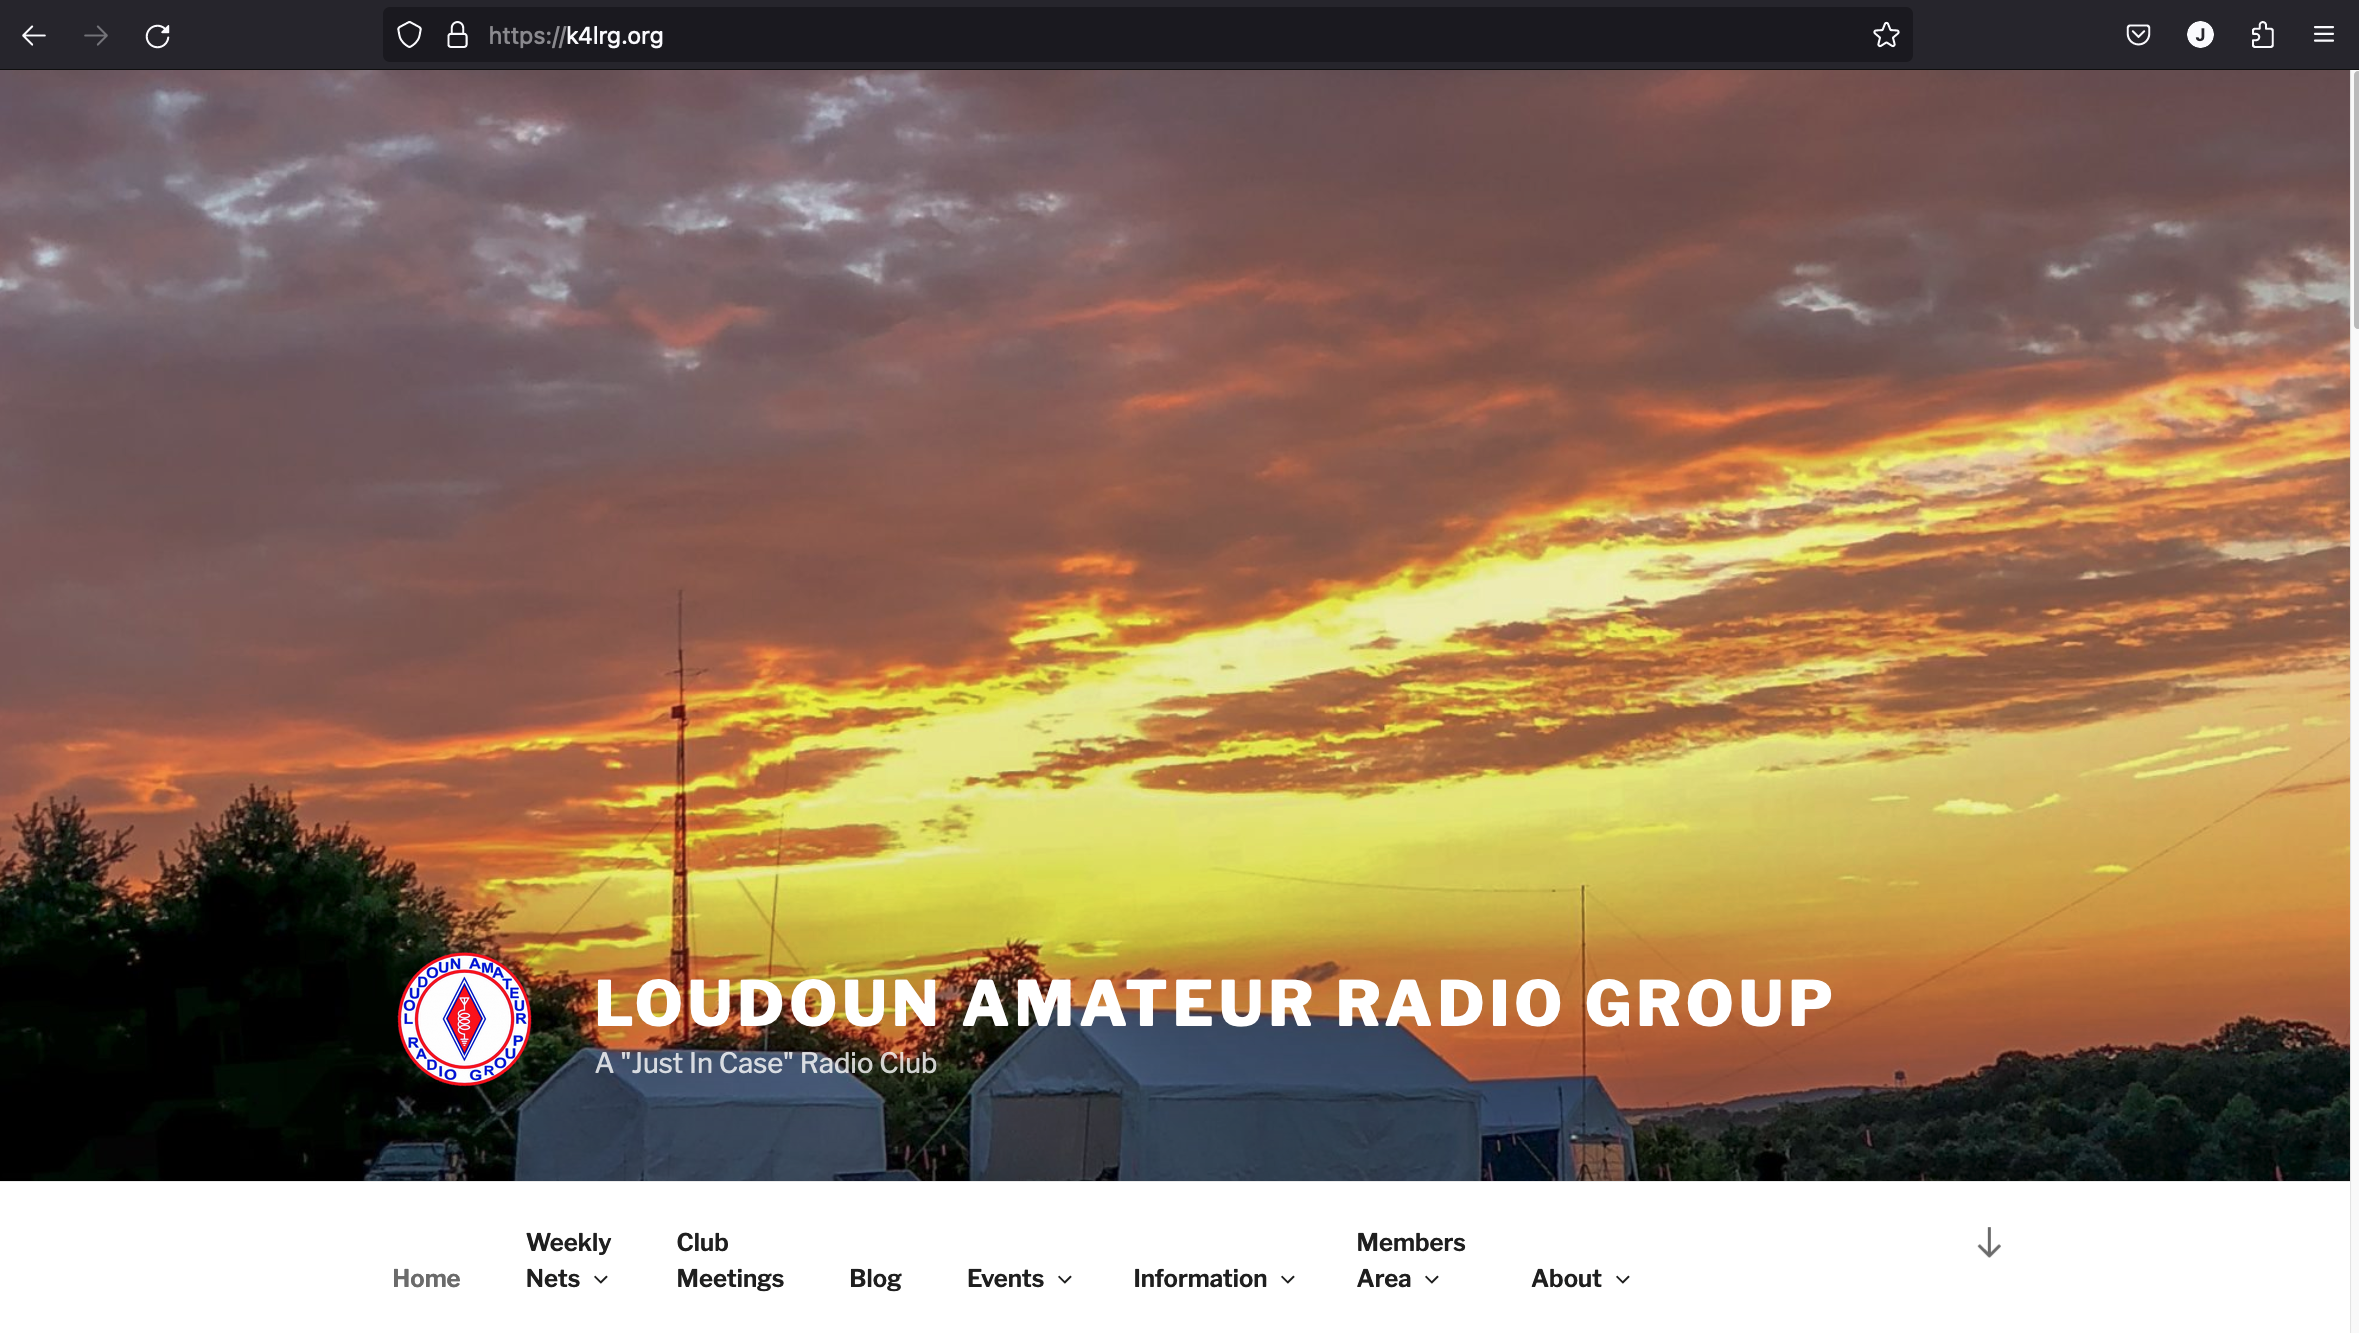 https://k4lrg.org
J
LOUDOUN AMATEUR RADIO GROUP
LOUDOUN AMATEUR RADIO GROUP
A "Just In Case" Radio Club
Home
Weekly
Nets
Club
Meetings
Blog
Events
Information
Members
Area
About